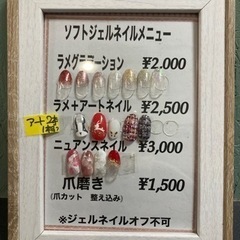 ソフトジェルネイルメニュー
ラメグラデーション ¥2.000
ラメ+アートネイル ¥2,500
ニュアンスネイル ¥3,000
爪磨き ¥1,500
(爪カット 整え込み)
※ジェルネイルオフ不可